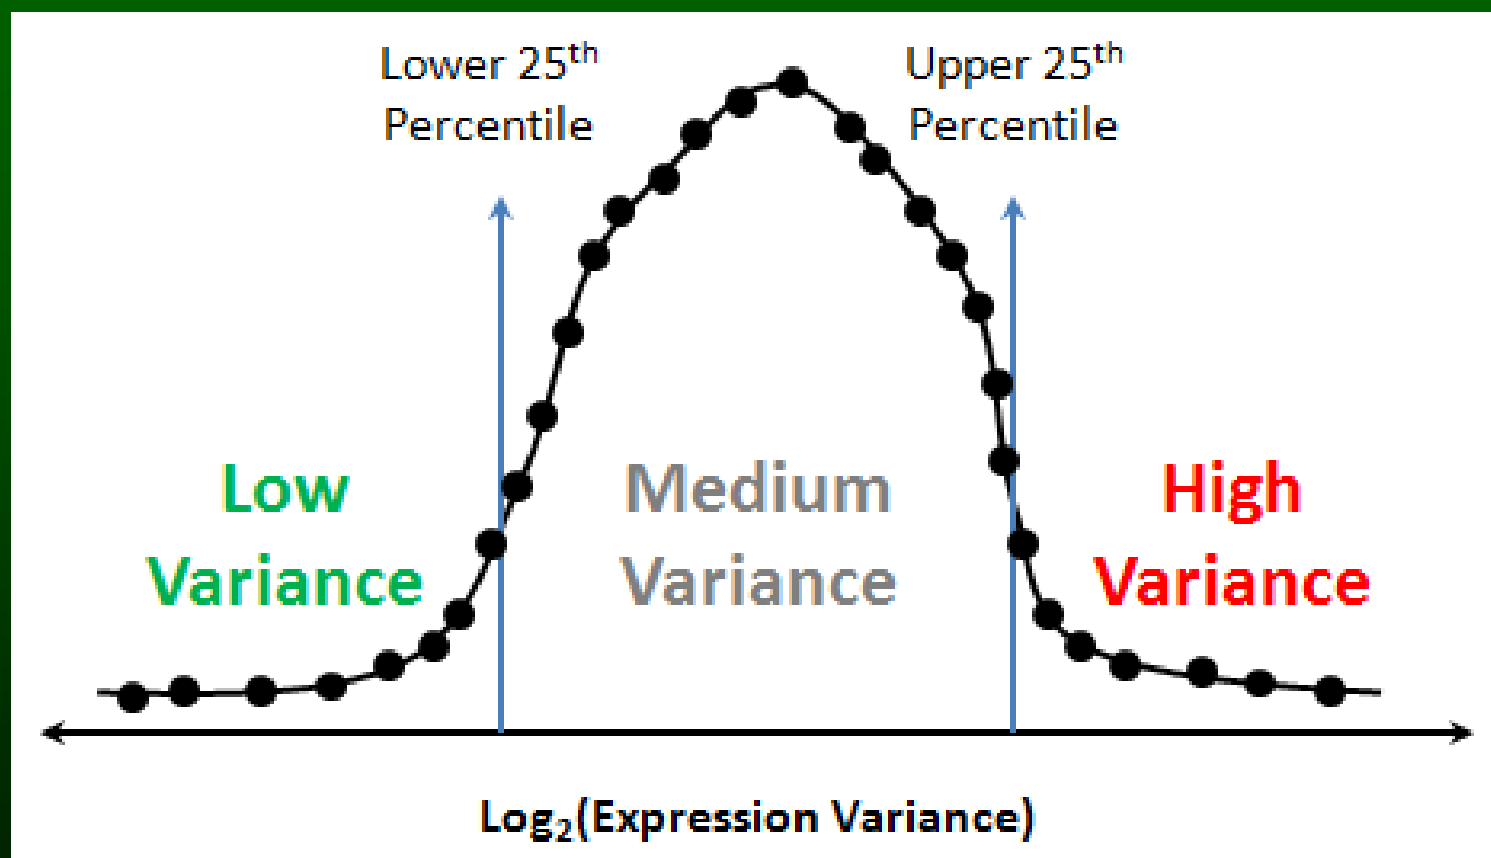 Lower 25th
Percentile
Upper 25th
Percentile
Low
Variance
Medium
Variance
High
Variance
Log2(Expression Variance)